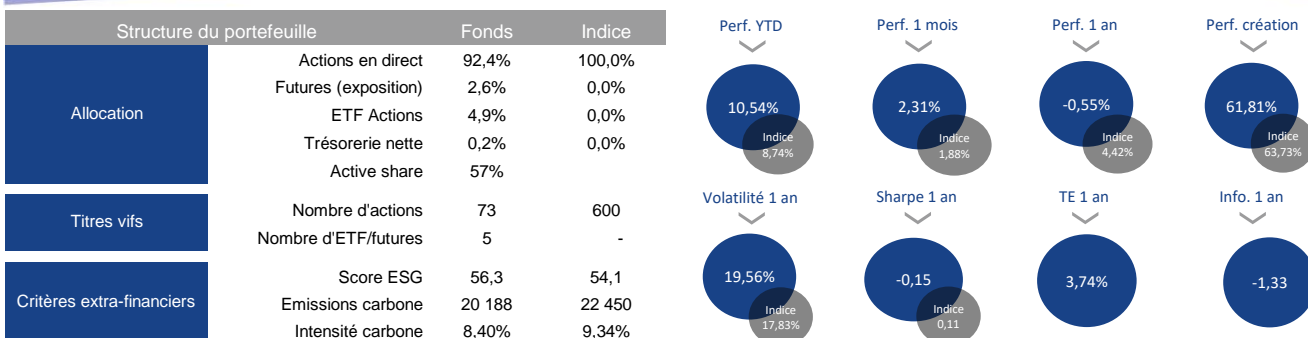 Structure du portefeuille Fonds Indice
Allocation
Actions en direct 92,4% 100,0%
Futures (exposition) 2,6% 0,0%
ETF Actions 4,9% 0,0%
Trésorerie nette 0,2% 0,0%
Active share 57%
Titres vifs
Nombre d'actions 73 600
Nombre d'ETF/futures 5 -
Critères extra-financiers
Score ESG 56,3 54,1
Emissions carbone 20 188 22 450
Intensité carbone 8,40% 9,34%
Perf. YTD
10,54%
Indice
8,74%
Perf. 1 mois
2,31%
Indice
1,88%
Perf. 1 an
-0,55%
Indice
4,42%
Perf. création
61,81%
Indice
63,73%
Volatilité 1 an
19,56%
Indice
17,83%
Sharpe 1 an
-0,15
Indice
0,11
TE 1 an
3,74%
Info. 1 an
-1,33